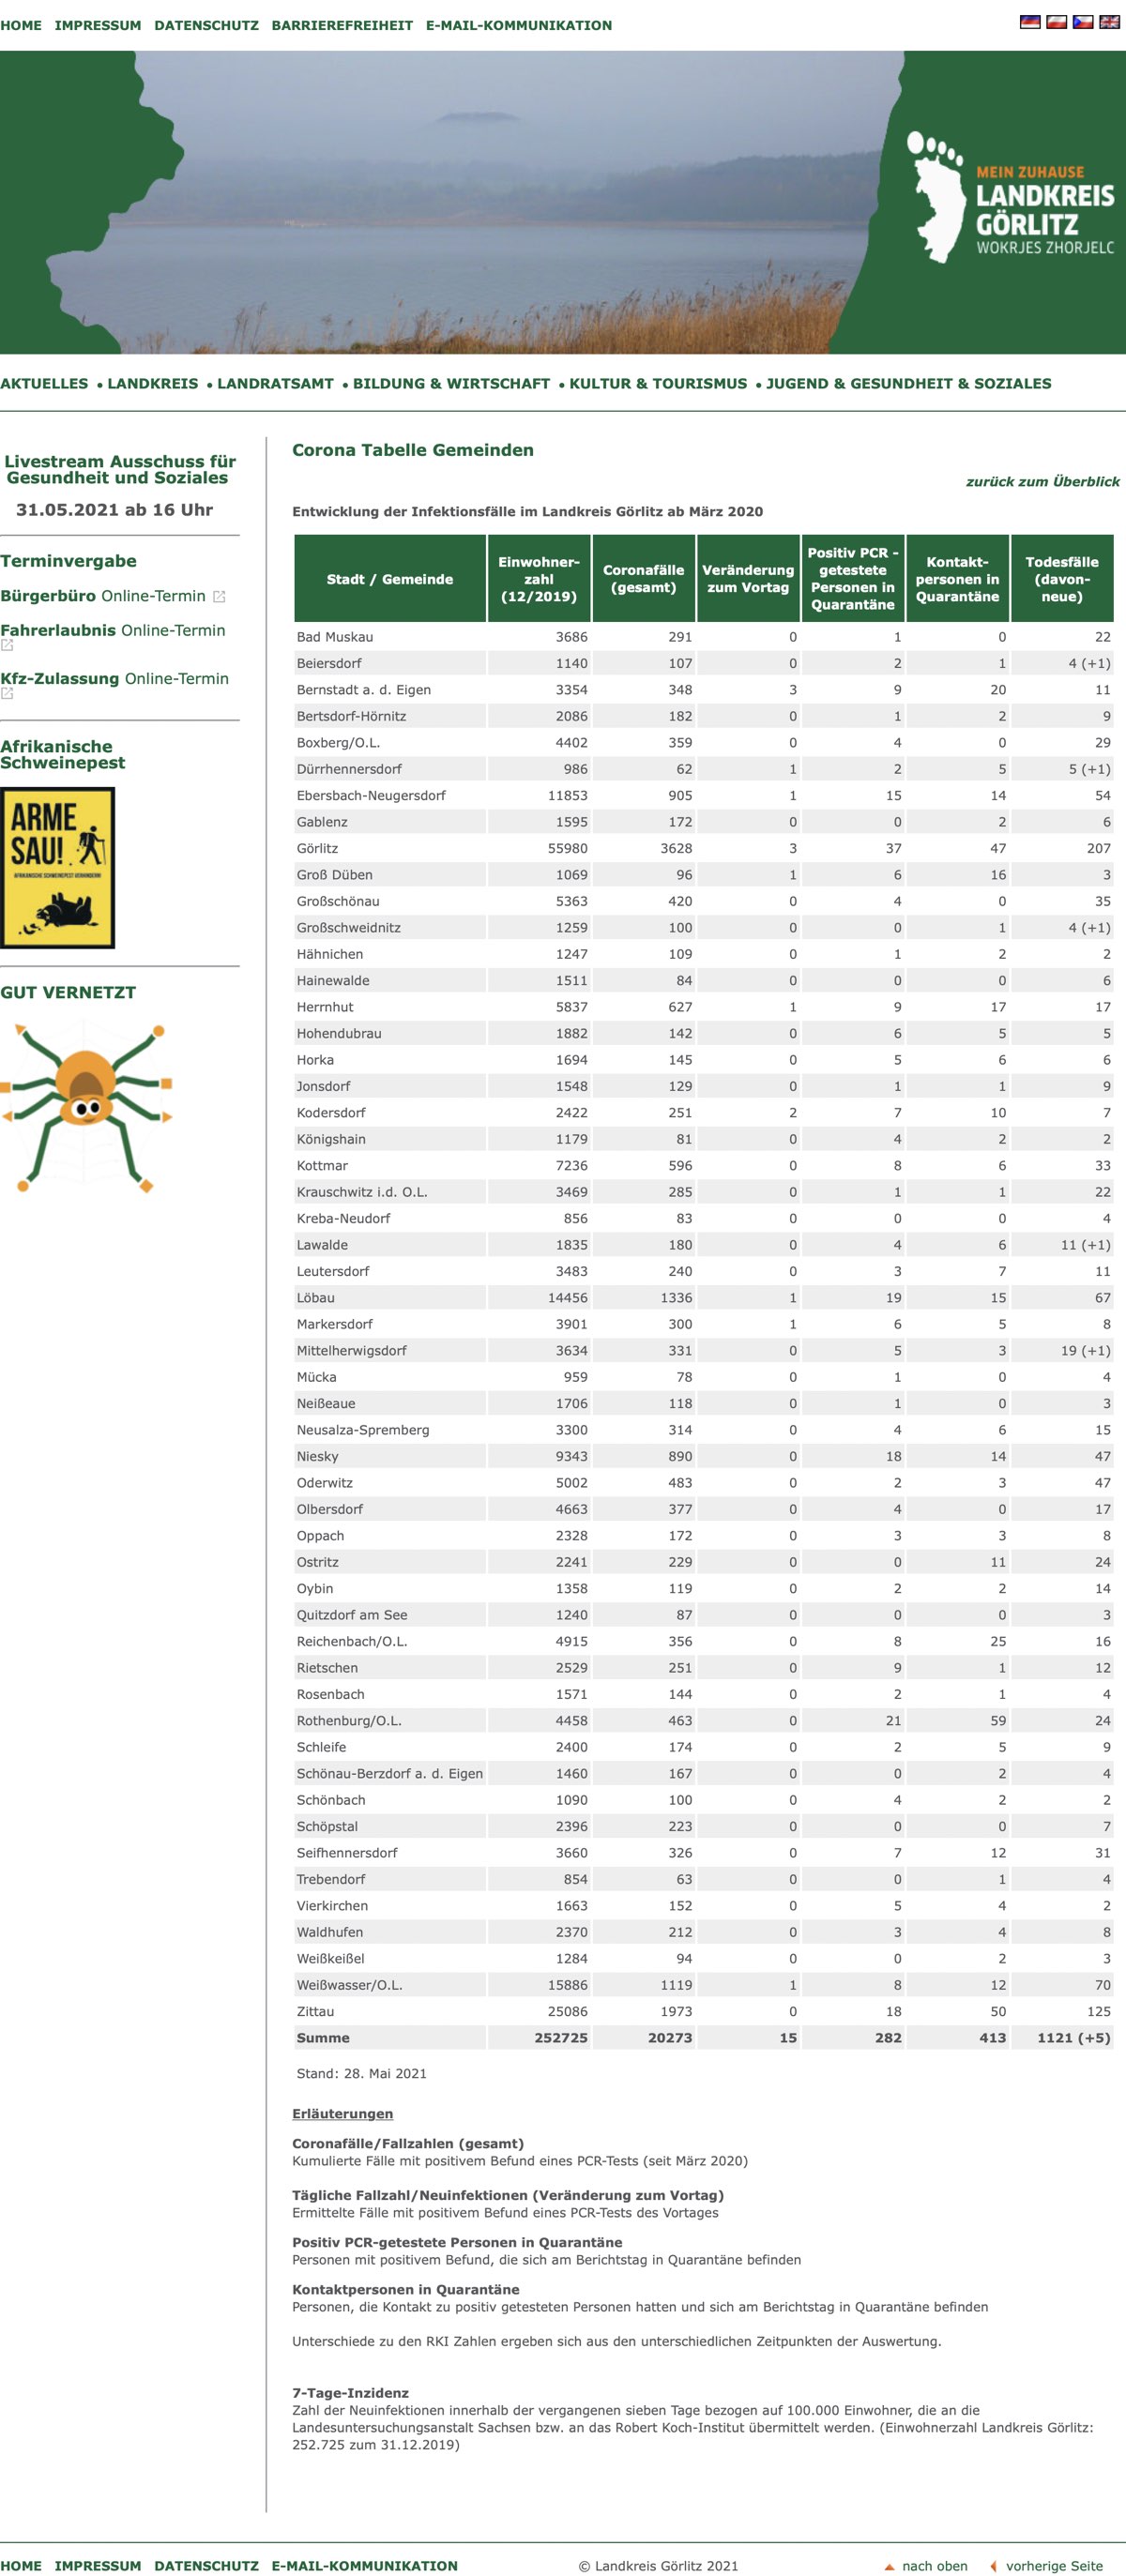 HOME IMPRESSUM DATENSCHUTZ BARRIEREFREIHEIT E-MAIL-KOMMUNIKATION
MEIN ZUHAUSE
LANDKREIS
GÖRLITZ
WOKRJES ZHORJELC
AKTUELLES • LANDKREIS • LANDRATSAMT • BILDUNG & WIRTSCHAFT • KULTUR & TOURISMUS • JUGEND & GESUNDHEIT & SOZIALES
Livestream Ausschuss für
Gesundheit und Soziales
31.05.2021 ab 16 Uhr
Terminvergabe
Bürgerbüro Online-Termin
Fahrerlaubnis Online-Termin
Kfz-Zulassung Online-Termin
Afrikanische
Schweinepest
ARME
SAU!
AFRIKANISCHE SCHWEINEPEST VERHINDERN!
GUT VERNETZT
Corona Tabelle Gemeinden
zurück zum Überblick
Entwicklung der Infektionsfälle im Landkreis Görlitz ab März 2020
Stadt / Gemeinde Einwohner-zahl (12/2019) Coronafälle (gesamt) Veränderung zum Vortag Positiv PCR - getestete Personen in Quarantäne Kontakt-personen in Quarantäne Todesfälle (davon-neue)
Bad Muskau 3686 291 0 1 0 22
Beiersdorf 1140 107 0 2 1 4 (+1)
Bernstadt a. d. Eigen 3354 348 3 9 20 11
Bertsdorf-Hörnitz 2086 182 0 1 2 9
Boxberg/O.L. 4402 359 0 4 0 29
Dürrhennersdorf 986 62 1 2 5 5 (+1)
Ebersbach-Neugersdorf 11853 905 1 15 14 54
Gablenz 1595 172 0 0 2 6
Görlitz 55980 3628 3 37 47 207
Groß Düben 1069 96 1 6 16 3
Großschönau 5363 420 0 4 0 35
Großschweidnitz 1259 100 0 0 1 4 (+1)
Hähnichen 1247 109 0 1 2 2
Hainewalde 1511 84 0 0 0 6
Herrnhut 5837 627 1 9 17 17
Hohendubrau 1882 142 0 6 5 5
Horka 1694 145 0 5 6 6
Jonsdorf 1548 129 0 1 1 9
Kodersdorf 2422 251 2 7 10 7
Königshain 1179 81 0 4 2 2
Kottmar 7236 596 0 8 6 33
Krauschwitz i.d. O.L. 3469 285 0 1 1 22
Kreba-Neudorf 856 83 0 0 0 4
Lawalde 1835 180 0 4 6 11 (+1)
Leutersdorf 3483 240 0 3 7 11
Löbau 14456 1336 1 19 15 67
Markersdorf 3901 300 1 6 5 8
Mittelherwigsdorf 3634 331 0 5 3 19 (+1)
Mücka 959 78 0 1 0 4
Neißeaue 1706 118 0 1 0 3
Neusalza-Spremberg 3300 314 0 4 6 15
Niesky 9343 890 0 18 14 47
Oderwitz 5002 483 0 2 3 47
Olbersdorf 4663 377 0 4 0 17
Oppach 2328 172 0 3 3 8
Ostritz 2241 229 0 0 11 24
Oybin 1358 119 0 2 2 14
Quitzdorf am See 1240 87 0 0 0 3
Reichenbach/O.L. 4915 356 0 8 25 16
Rietschen 2529 251 0 9 1 12
Rosenbach 1571 144 0 2 1 4
Rothenburg/O.L. 4458 463 0 21 59 24
Schleife 2400 174 0 2 5 9
Schönau-Berzdorf a. d. Eigen 1460 167 0 0 2 4
Schönbach 1090 100 0 4 2 2
Schöpstal 2396 223 0 0 0 7
Seifhennersdorf 3660 326 0 7 12 31
Trebendorf 854 63 0 0 1 4
Vierkirchen 1663 152 0 5 4 2
Waldhufen 2370 212 0 3 4 8
Weißkeißel 1284 94 0 0 2 3
Weißwasser/O.L. 15886 1119 1 8 12 70
Zittau 25086 1973 0 18 50 125
Summe 252725 20273 15 282 413 1121 (+5)
Stand: 28. Mai 2021
Erläuterungen
Coronafälle/Fallzahlen (gesamt)
Kumulierte Fälle mit positivem Befund eines PCR-Tests (seit März 2020)
Tägliche Fallzahl/Neuinfektionen (Veränderung zum Vortag)
Ermittelte Fälle mit positivem Befund eines PCR-Tests des Vortages
Positiv PCR-getestete Personen in Quarantäne
Personen mit positivem Befund, die sich am Berichtstag in Quarantäne befinden
Kontaktpersonen in Quarantäne
Personen, die Kontakt zu positiv getesteten Personen hatten und sich am Berichtstag in Quarantäne befinden
Unterschiede zu den RKI Zahlen ergeben sich aus den unterschiedlichen Zeitpunkten der Auswertung.
7-Tage-Inzidenz
Zahl der Neuinfektionen innerhalb der vergangenen sieben Tage bezogen auf 100.000 Einwohner, die an die
Landesuntersuchungsanstalt Sachsen bzw. an das Robert Koch-Institut übermittelt werden. (Einwohnerzahl Landkreis Görlitz:
252.725 zum 31.12.2019)
HOME IMPRESSUM DATENSCHUTZ E-MAIL-KOMMUNIKATION © Landkreis Görlitz 2021 nach oben vorherige Seite